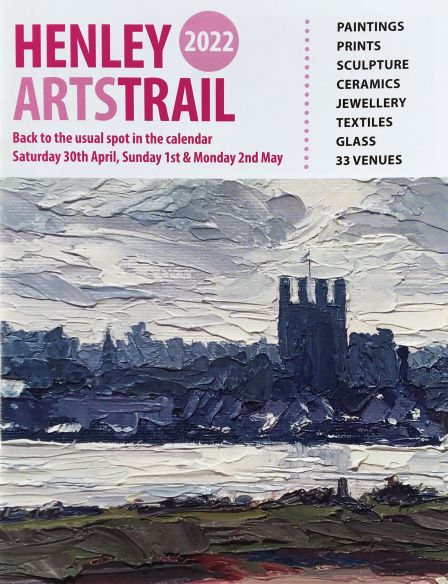 HENLEY 2022
ARTSTRAIL
Back to the usual spot in the calendar
Saturday 30th April, Sunday 1st & Monday 2nd May
PAINTINGS
PRINTS
SCULPTURE
CERAMICS
JEWELLERY
TEXTILES
GLASS
33 VENUES